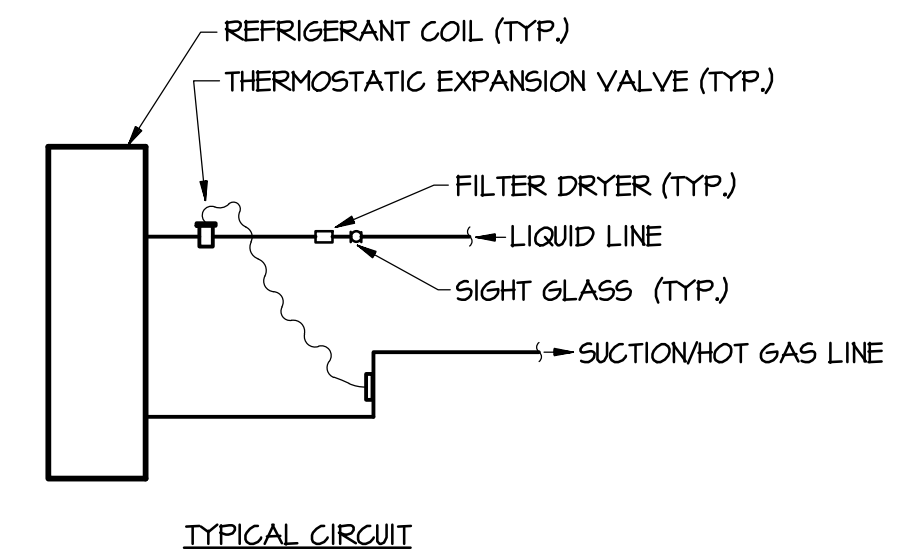 REFRIGERANT COIL (TYP.)
THERMOSTATIC EXPANSION VALVE (TYP.)
FILTER DRYER (TYP.)
LIQUID LINE
SIGHT GLASS (TYP.)
SUCTION/HOT GAS LINE
TYPICAL CIRCUIT